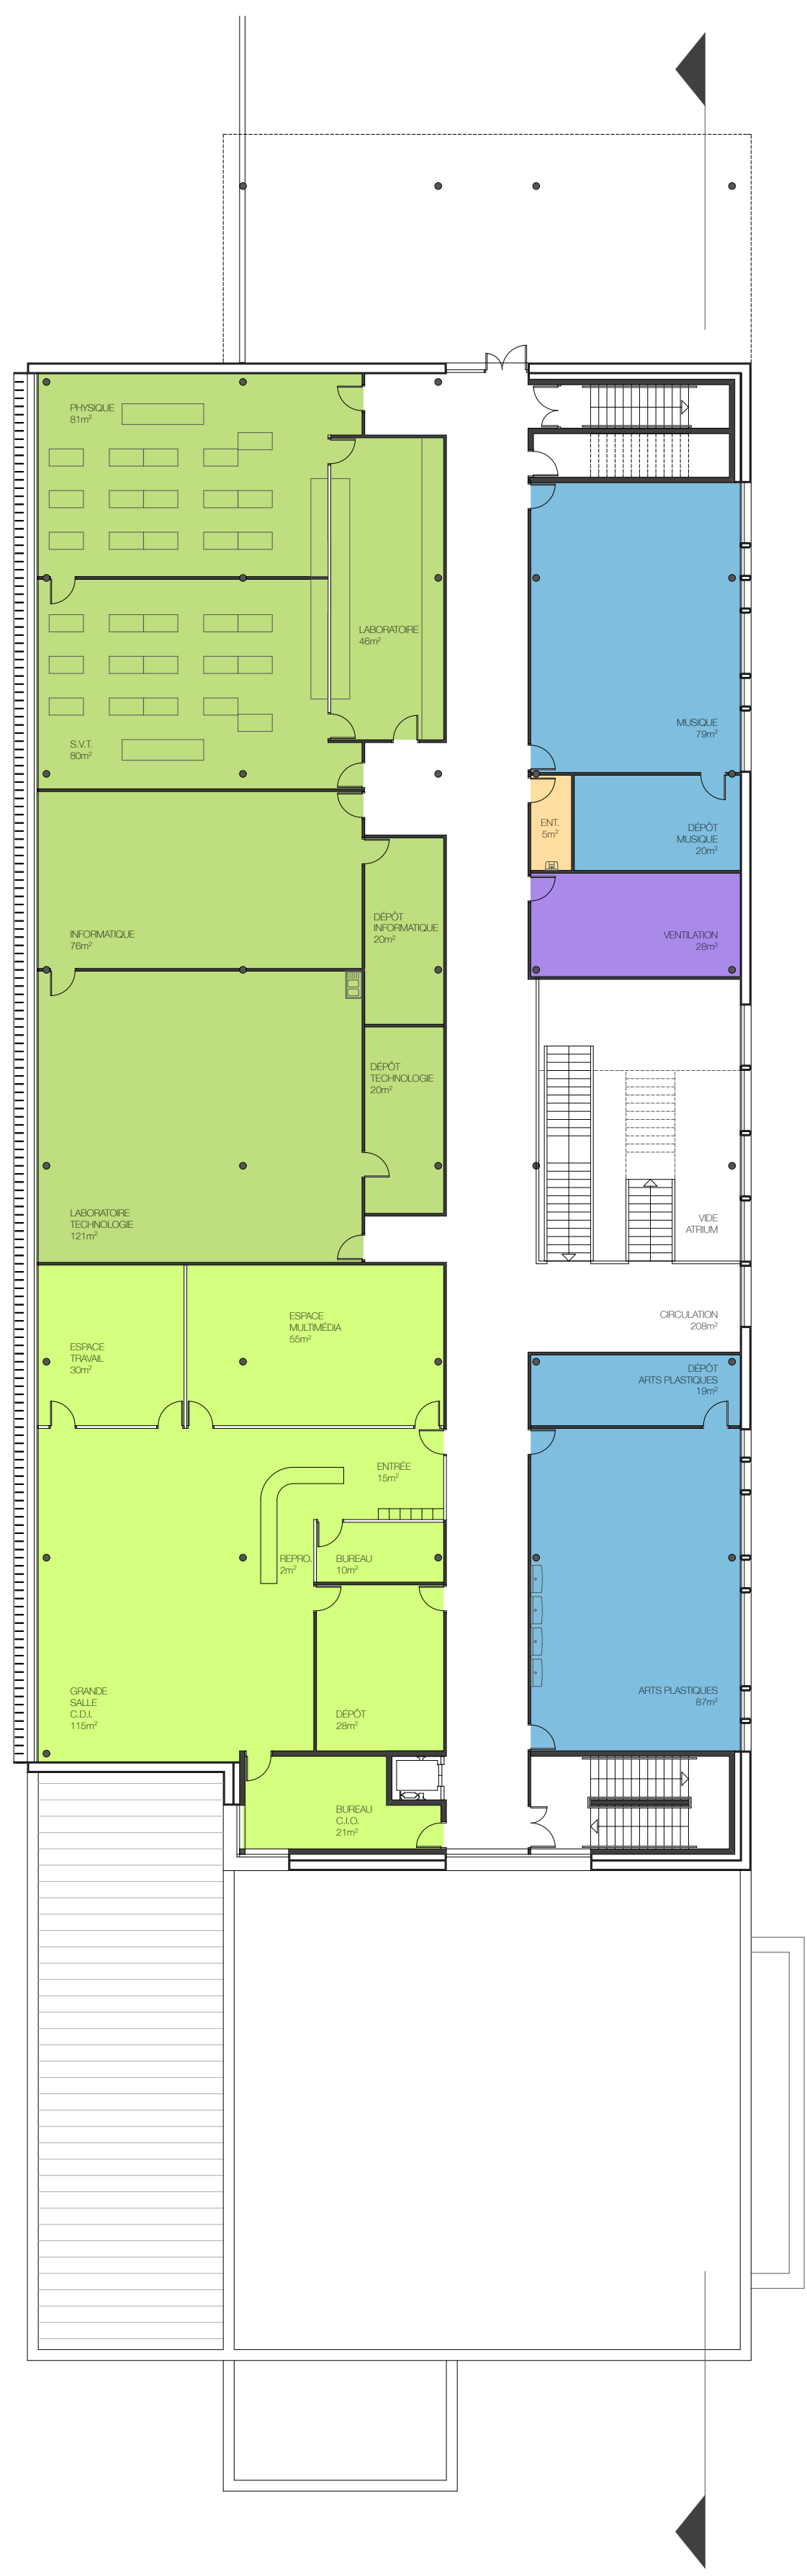 PHYSIQUE
81m²
LABORATOIRE
46m²
S.V.T.
80m²
MUSIQUE
79m²
ENT.
5m²
DÉPÔT
MUSIQUE
20m²
DÉPÔT
INFORMATIQUE
20m²
INFORMATIQUE
76m²
VENTILATION
28m²
DÉPÔT
TECHNOLOGIE
20m²
LABORATOIRE
TECHNOLOGIE
121m²
VIDE
ATRIUM
CIRCULATION
208m²
ESPACE
MULTIMÉDIA
55m²
ESPACE
TRAVAIL
30m²
DÉPÔT
ARTS PLASTIQUES
19m²
ENTRÉE
15m²
REPRO.
2m²
BUREAU
10m²
GRANDE
SALLE
C.D.I.
115m²
DÉPÔT
28m²
ARTS PLASTIQUES
87m²
BUREAU
C.I.O.
21m²